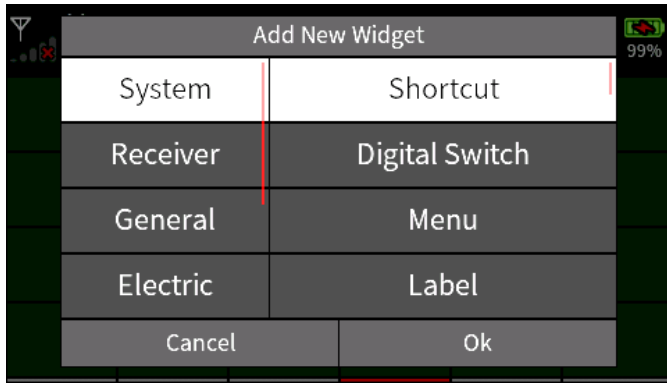 Add New Widget
99%
System Shortcut
Receiver Digital Switch
General Menu
Electric Label
Cancel Ok